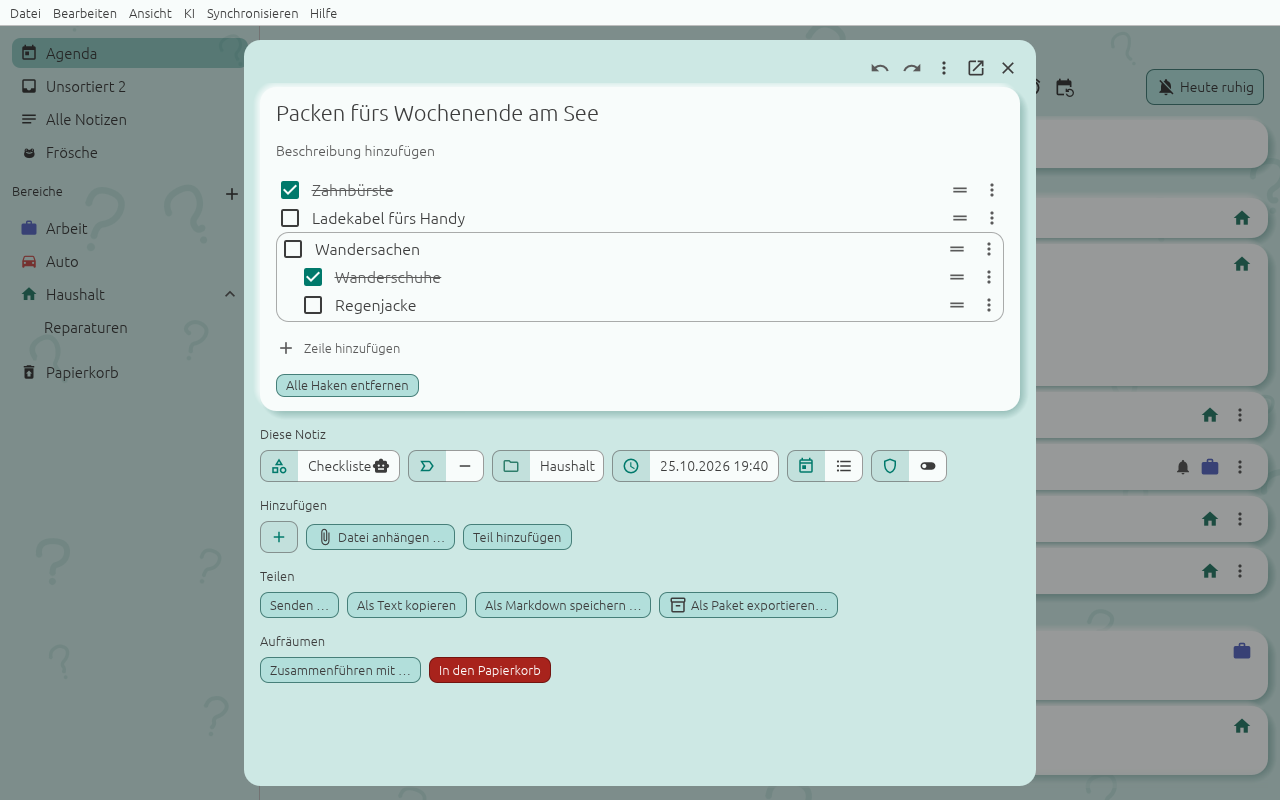 Datei Bearbeiten Ansicht KI Synchronisieren Hilfe
Agenda
Unsortiert 2
Alle Notizen
Frösche
Bereiche
Arbeit
Auto
Haushalt
Reparaturen
Papierkorb
Heute ruhig
Packen fürs Wochenende am See
Beschreibung hinzufügen
Zahnbürste
Ladekabel fürs Handy
Wandersachen
Wanderschuhe
Regenjacke
Zeile hinzufügen
Alle Haken entfernen
Diese Notiz
Checkliste Haushalt 25.10.2026 19:40
Hinzufügen
Datei anhängen … Teil hinzufügen
Teilen
Senden … Als Text kopieren Als Markdown speichern … Als Paket exportieren…
Aufräumen
Zusammenführen mit … In den Papierkorb